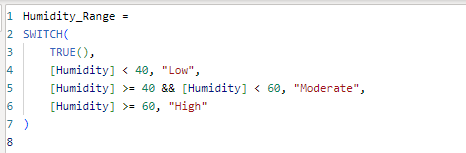 1 Humidity_Range =
2 SWITCH(
3     TRUE(),
4     [Humidity] < 40, "Low",
5     [Humidity] >= 40 && [Humidity] < 60, "Moderate",
6     [Humidity] >= 60, "High"
7 )
8